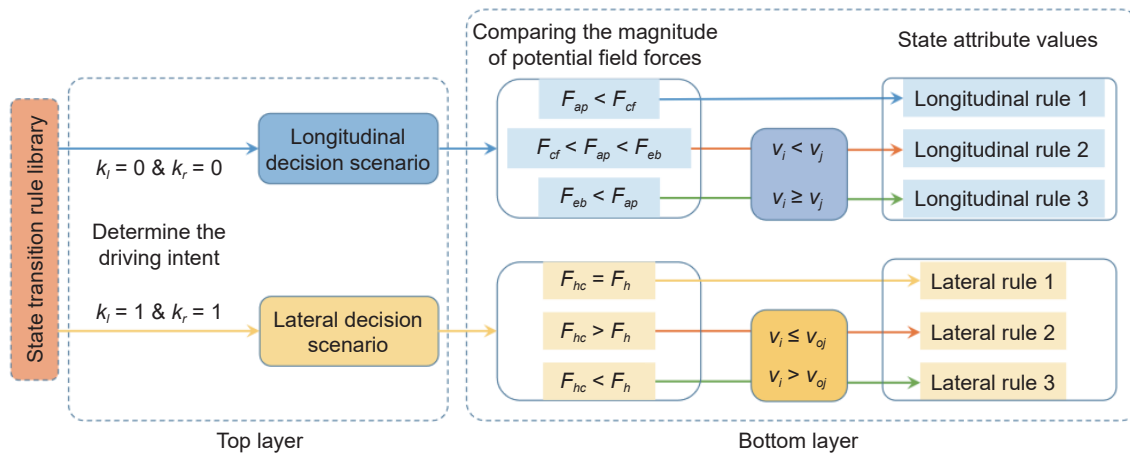 State transition rule library
k_l = 0 & k_r = 0
Determine the
driving intent
k_l = 1 & k_r = 1
Longitudinal
decision scenario
Lateral decision
scenario
Top layer
Comparing the magnitude
of potential field forces
State attribute values
F_ap < F_cf
Longitudinal rule 1
F_cf < F_ap < F_eb
v_i < v_j
Longitudinal rule 2
F_eb < F_ap
v_i ≥ v_j
Longitudinal rule 3
F_hc = F_h
Lateral rule 1
F_hc > F_h
v_i ≤ v_oj
Lateral rule 2
F_hc < F_h
v_i > v_oj
Lateral rule 3
Bottom layer